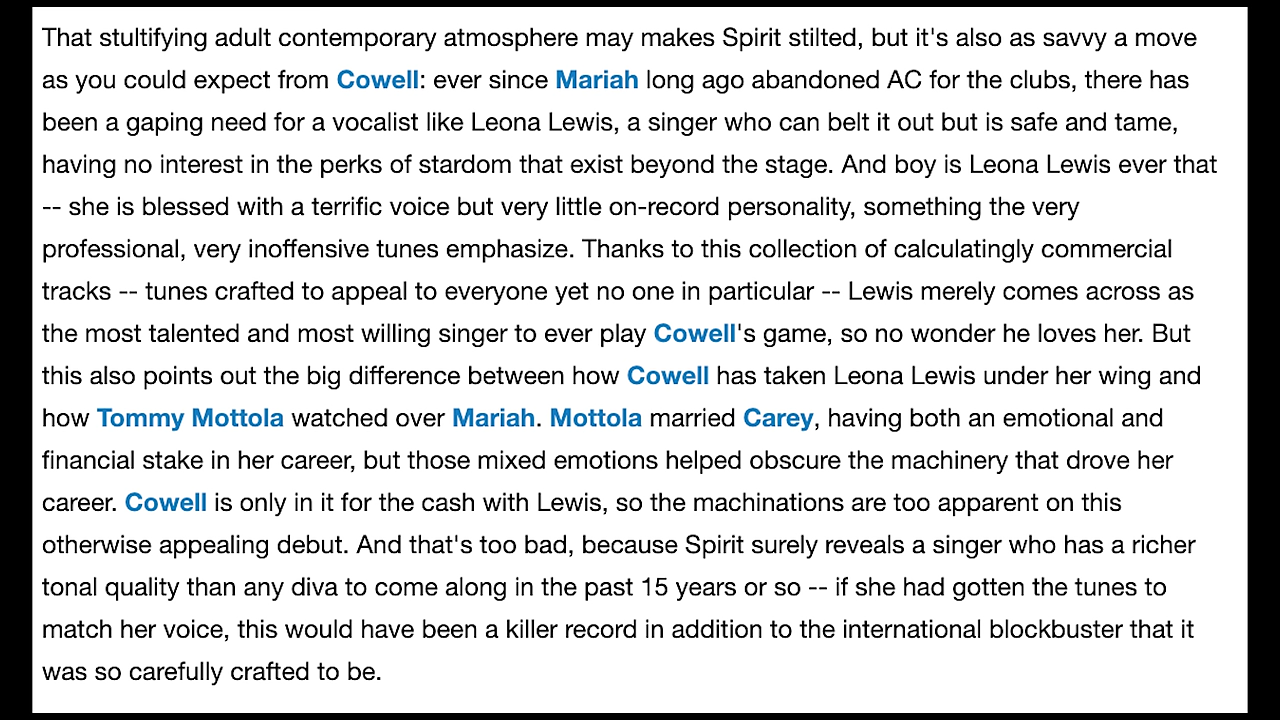 That stultifying adult contemporary atmosphere may makes Spirit stilted, but it's also as savvy a move
as you could expect from Cowell: ever since Mariah long ago abandoned AC for the clubs, there has
been a gaping need for a vocalist like Leona Lewis, a singer who can belt it out but is safe and tame,
having no interest in the perks of stardom that exist beyond the stage. And boy is Leona Lewis ever that
-- she is blessed with a terrific voice but very little on-record personality, something the very
professional, very inoffensive tunes emphasize. Thanks to this collection of calculatingly commercial
tracks -- tunes crafted to appeal to everyone yet no one in particular -- Lewis merely comes across as
the most talented and most willing singer to ever play Cowell's game, so no wonder he loves her. But
this also points out the big difference between how Cowell has taken Leona Lewis under her wing and
how Tommy Mottola watched over Mariah. Mottola married Carey, having both an emotional and
financial stake in her career, but those mixed emotions helped obscure the machinery that drove her
career. Cowell is only in it for the cash with Lewis, so the machinations are too apparent on this
otherwise appealing debut. And that's too bad, because Spirit surely reveals a singer who has a richer
tonal quality than any diva to come along in the past 15 years or so -- if she had gotten the tunes to
match her voice, this would have been a killer record in addition to the international blockbuster that it
was so carefully crafted to be.